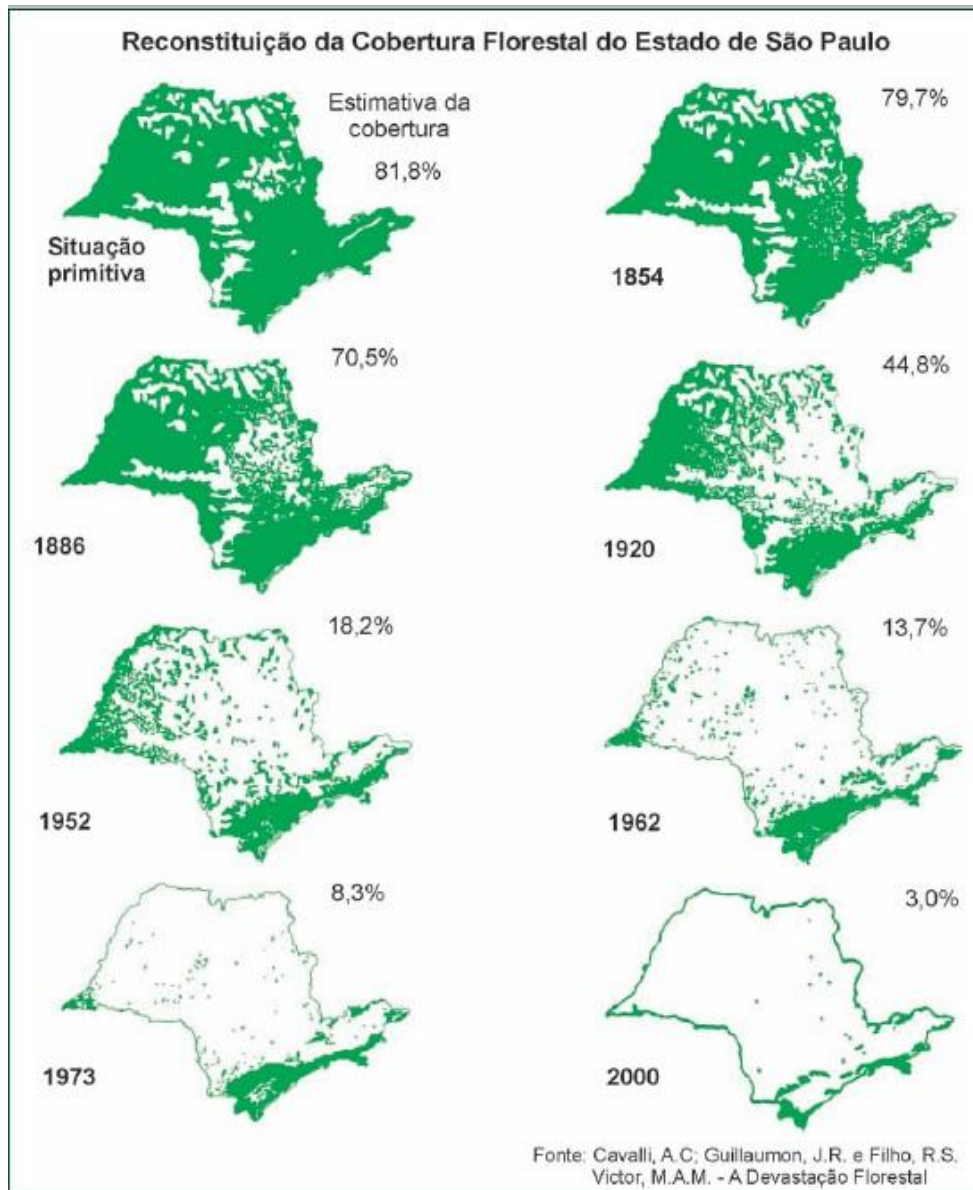 Reconstituição da Cobertura Florestal do Estado de São Paulo
Estimativa da
cobertura
81,8%
Situação
primitiva
79,7%
1854
70,5%
1886
44,8%
1920
18,2%
1952
13,7%
1962
8,3%
1973
3,0%
2000
Fonte: Cavalli, A.C; Guillaumon, J.R. e Filho, R.S.
Victor, M.A.M. - A Devastação Florestal